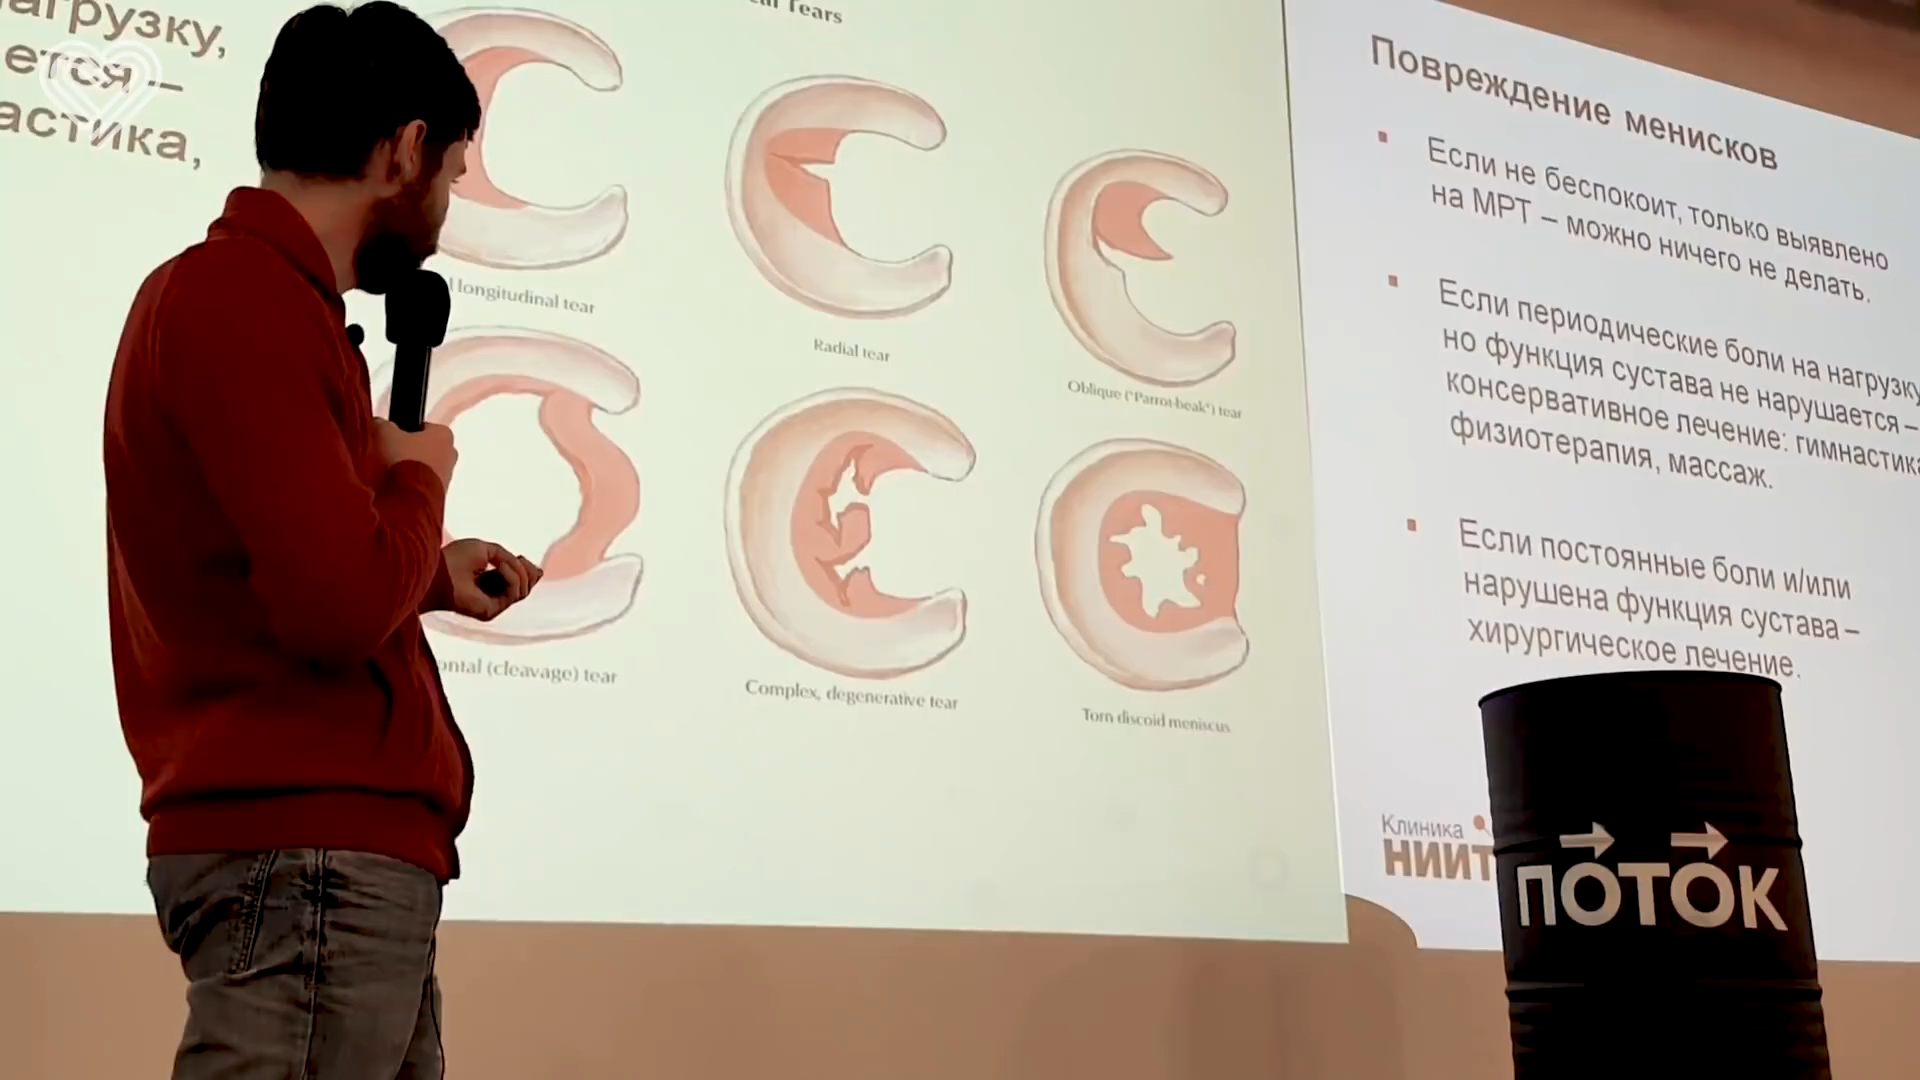 нагрузку,
ется –
астика,
Tears
longitudinal tear
Radial tear
Oblique ("Parrot-beak") tear
ontal (cleavage) tear
Complex, degenerative tear
Torn discoid meniscus
Повреждение менисков
Если не беспокоит, только выявлено
на МРТ – можно ничего не делать.
Если периодические боли на нагрузку
но функция сустава не нарушается –
консервативное лечение: гимнастика
физиотерапия, массаж.
Если постоянные боли и/или
нарушена функция сустава –
хирургическое лечение.
Клиника
НИИТ
ПОТОК